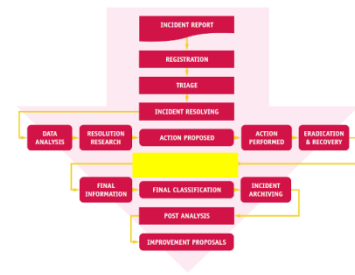 INCIDENT REPORT
REGISTRATION
TRIAGE
INCIDENT RESOLVING
DATA
ANALYSIS
RESOLUTION
RESEARCH
ACTION PROPOSED
ACTION
PERFORMED
ERADICATION
& RECOVERY
FINAL
INFORMATION
FINAL CLASSIFICATION
INCIDENT
ARCHIVING
POST ANALYSIS
IMPROVEMENT PROPOSALS